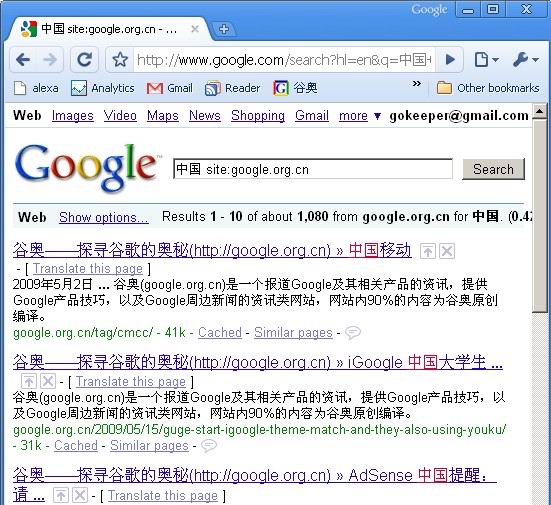 Google
中国 site:google.org.cn - ...
http://www.google.com/search?hl=en&q=中国+
alexa Analytics Gmail Reader 谷奥 » Other bookmarks
Web Images Video Maps News Shopping Gmail more ▼ gokeeper@gmail.com
Google™ 中国 site:google.org.cn Search
Web Show options... Results 1 - 10 of about 1,080 from google.org.cn for 中国. (0.42
谷奥——探寻谷歌的奥秘(http://google.org.cn) » 中国移动
- [ Translate this page ]
2009年5月2日 ... 谷奥(google.org.cn)是一个报道Google及其相关产品的资讯，提供
Google产品技巧，以及Google周边新闻的资讯类网站，网站内90%的内容为谷奥原创
编译。
google.org.cn/tag/cmcc/ - 41k - Cached - Similar pages -
谷奥——探寻谷歌的奥秘(http://google.org.cn) » iGoogle 中国大学生 ...
- [ Translate this page ]
谷奥(google.org.cn)是一个报道Google及其相关产品的资讯，提供Google产品技巧，以
及Google周边新闻的资讯类网站，网站内90%的内容为谷奥原创编译。
google.org.cn/2009/05/15/guge-start-igoogle-theme-match-and-they-also-using-youku/
- 31k - Cached - Similar pages -
谷奥——探寻谷歌的奥秘(http://google.org.cn) » AdSense 中国提醒：
请 ... - [ Translate this page ]